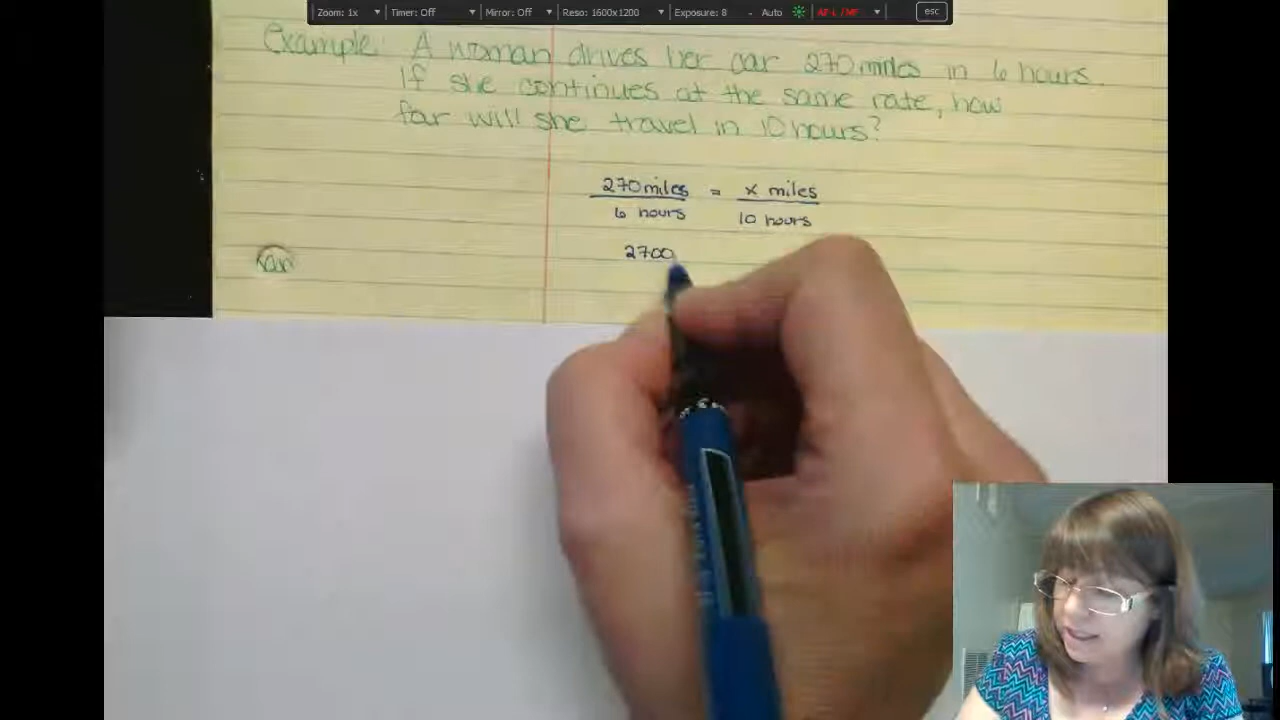 Zoom: 1x Timer: Off Mirror: Off Reso: 1600x1200 Exposure: 8 - Auto AF-L / MF esc
Example: A woman drives her car 270 miles in 6 hours.
If she continues at the same rate, how
far will she travel in 10 hours?
270 miles = x miles
6 hours 10 hours
2700